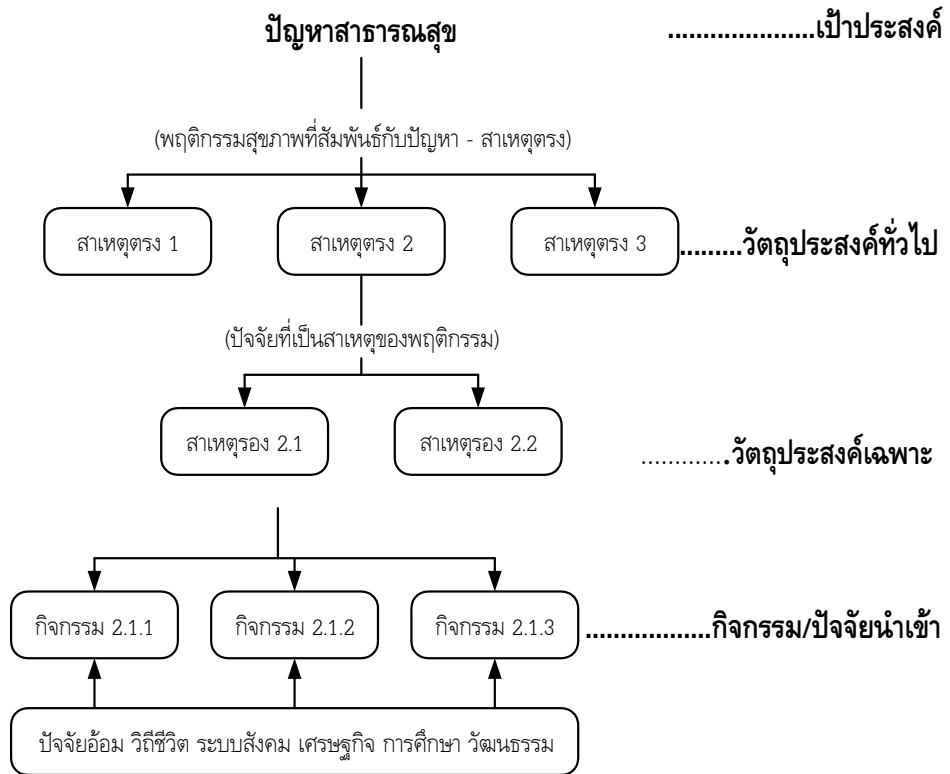 ปัญหาสาธารณสุข .....................เป้าประสงค์
(พฤติกรรมสุขภาพที่สัมพันธ์กับปัญหา - สาเหตุตรง)
สาเหตุตรง 1 สาเหตุตรง 2 สาเหตุตรง 3 .........วัตถุประสงค์ทั่วไป
(ปัจจัยที่เป็นสาเหตุของพฤติกรรม)
สาเหตุรอง 2.1 สาเหตุรอง 2.2 .............วัตถุประสงค์เฉพาะ
กิจกรรม 2.1.1 กิจกรรม 2.1.2 กิจกรรม 2.1.3 ..................กิจกรรม/ปัจจัยนำเข้า
ปัจจัยอ้อม วิถีชีวิต ระบบสังคม เศรษฐกิจ การศึกษา วัฒนธรรม